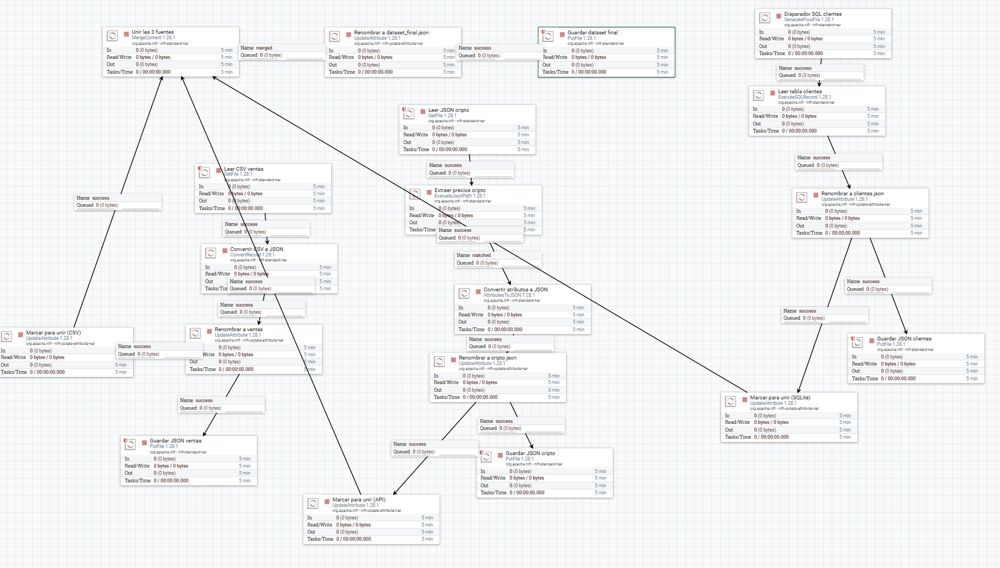 Unir las 3 fuentes
MergeContent 1.28.1
org.apache.nifi - nifi-standard-nar
In 0 (0 bytes) 5 min
Read/Write 0 bytes / 0 bytes 5 min
Out 0 (0 bytes) 5 min
Tasks/Time 0 / 00:00:00.000 5 min
Name merged
Queued 0 (0 bytes)
Renombrar a dataset_final.json
UpdateAttribute 1.28.1
org.apache.nifi - nifi-update-attribute-nar
In 0 (0 bytes) 5 min
Read/Write 0 bytes / 0 bytes 5 min
Out 0 (0 bytes) 5 min
Tasks/Time 0 / 00:00:00.000 5 min
Name success
Queued 0 (0 bytes)
Guardar dataset final
PutFile 1.28.1
org.apache.nifi - nifi-standard-nar
In 0 (0 bytes) 5 min
Read/Write 0 bytes / 0 bytes 5 min
Out 0 (0 bytes) 5 min
Tasks/Time 0 / 00:00:00.000 5 min
Disparador SQL clientes
GenerateFlowFile 1.28.1
org.apache.nifi - nifi-standard-nar
In 0 (0 bytes) 5 min
Read/Write 0 bytes / 0 bytes 5 min
Out 0 (0 bytes) 5 min
Tasks/Time 0 / 00:00:00.000 5 min
Name success
Queued 0 (0 bytes)
Leer tabla clientes
ExecuteSQLRecord 1.28.1
org.apache.nifi - nifi-standard-nar
In 0 (0 bytes) 5 min
Read/Write 0 bytes / 0 bytes 5 min
Out 0 (0 bytes) 5 min
Tasks/Time 0 / 00:00:00.000 5 min
Name success
Queued 0 (0 bytes)
Leer JSON cripto
GetFile 1.28.1
org.apache.nifi - nifi-standard-nar
In 0 (0 bytes) 5 min
Read/Write 0 bytes / 0 bytes 5 min
Out 0 (0 bytes) 5 min
Tasks/Time 0 / 00:00:00.000 5 min
Name success
Queued 0 (0 bytes)
Leer CSV ventas
GetFile 1.28.1
org.apache.nifi - nifi-standard-nar
In 0 (0 bytes) 5 min
Read/Write 0 bytes / 0 bytes 5 min
Out 0 (0 bytes) 5 min
Tasks/Time 0 / 00:00:00.000 5 min
Name success
Queued 0 (0 bytes)
Name success
Queued 0 (0 bytes)
Extraer precios cripto
EvaluateJsonPath 1.28.1
org.apache.nifi - nifi-standard-nar
In 0 (0 bytes) 5 min
Read/Write 0 bytes / 0 bytes 5 min
Out 0 (0 bytes) 5 min
Tasks/Time 5 min
Name success
Queued 0 (0 bytes)
Name matched
Queued 0 (0 bytes)
Renombrar a clientes.json
UpdateAttribute 1.28.1
org.apache.nifi - nifi-update-attribute-nar
In 0 (0 bytes) 5 min
Read/Write 0 bytes / 0 bytes 5 min
Out 0 (0 bytes) 5 min
Tasks/Time 0 / 00:00:00.000 5 min
Convertir CSV a JSON
ConvertRecord 1.28.1
org.apache.nifi - nifi-standard-nar
In 0 (0 bytes) 5 min
Read/Write 0 bytes / 0 bytes 5 min
Out 5 min
Tasks/Tim 5 min
Name success
Queued 0 (0 bytes)
Name success
Queued 0 (0 bytes)
Convertir atributos a JSON
AttributesToJSON 1.28.1
org.apache.nifi - nifi-standard-nar
In 0 (0 bytes) 5 min
Read/Write 0 bytes / 0 bytes 5 min
Out 0 (0 bytes) 5 min
Tasks/Time 0 / 00:00:00.000 5 min
Name success
Queued 0 (0 bytes)
Name success
Queued 0 (0 bytes)
Name success
Queued 0 (0 bytes)
Marcar para unir (CSV)
UpdateAttribute 1.28.1
org.apache.nifi - nifi-update-attribute-nar
In 0 (0 bytes)
Read/Write 0 bytes / 0 bytes
Out 0 (0 bytes) 5 min
Tasks/Time 0 / 00:00:00.000 5 min
Name success
Queued 0 (0 bytes)
Renombrar a ventas
UpdateAttribute 1.28.1
org.apache.nifi - nifi-update-attribute-nar
0 (0 bytes) 5 min
Write 0 bytes / 0 bytes 5 min
Out 0 (0 bytes) 5 min
Tasks/Time 0 / 00:00:00.000 5 min
Renombrar a cripto.json
UpdateAttribute 1.28.1
org.apache.nifi - nifi-update-attribute-nar
In 0 (0 bytes) 5 min
Read/Write 0 bytes / 0 bytes 5 min
Out 0 (0 bytes) 5 min
Tasks/Time 0 / 00:00:00.000 5 min
Guardar JSON clientes
PutFile 1.28.1
org.apache.nifi - nifi-standard-nar
In 0 (0 bytes) 5 min
Read/Write 0 bytes / 0 bytes 5 min
Out 0 (0 bytes) 5 min
Tasks/Time 0 / 00:00:00.000 5 min
Name success
Queued 0 (0 bytes)
Name success
Queued 0 (0 bytes)
Marcar para unir (SQLite)
UpdateAttribute 1.28.1
org.apache.nifi - nifi-update-attribute-nar
In 0 (0 bytes) 5 min
Read/Write 0 bytes / 0 bytes 5 min
Out 0 (0 bytes) 5 min
Tasks/Time 0 / 00:00:00.000 5 min
Guardar JSON ventas
PutFile 1.28.1
org.apache.nifi - nifi-standard-nar
In 0 (0 bytes) 5 min
Read/Write 0 bytes / 0 bytes 5 min
Out 0 (0 bytes) 5 min
Tasks/Time 0 / 00:00:00.000 5 min
Name success
Queued 0 (0 bytes)
Guardar JSON cripto
PutFile 1.28.1
org.apache.nifi - nifi-standard-nar
In 0 (0 bytes) 5 min
Read/Write 0 bytes / 0 bytes 5 min
Out 0 (0 bytes) 5 min
Tasks/Time 0 / 00:00:00.000 5 min
Marcar para unir (API)
UpdateAttribute 1.28.1
org.apache.nifi - nifi-update-attribute-nar
In 0 (0 bytes) 5 min
Read/Write 0 bytes / 0 bytes 5 min
Out 0 (0 bytes) 5 min
Tasks/Time 0 / 00:00:00.000 5 min